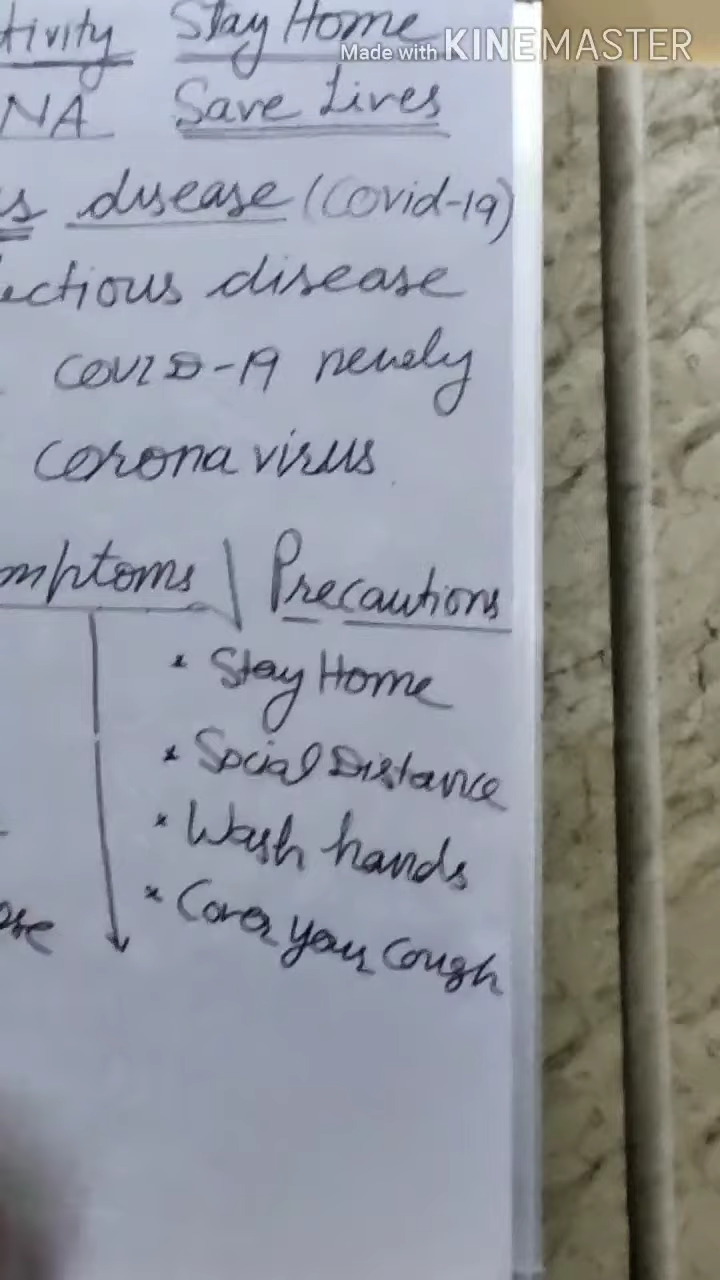 tivity Stay Home
Made with KINEMASTER
NA Save Lives
s disease (Covid-19)
ectious disease
COVID-19 newly
corona virus
mptoms | Precautions
* Stay Home
* Social Distance
* Wash hands
* Cover your Cough